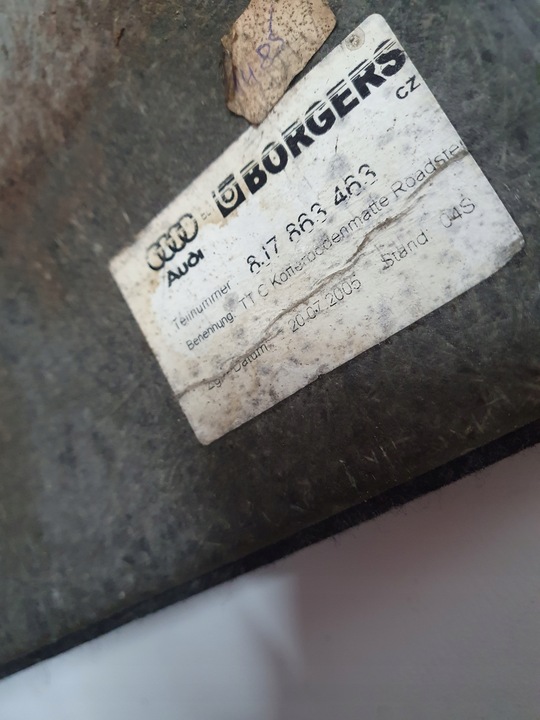 BORGERS
CZ
Audi
Teilnummer 8J7 863 463
Benennung: TT C Kofferbodenmatte Roadster
Datum: 20.07.2005 Stand: 04S